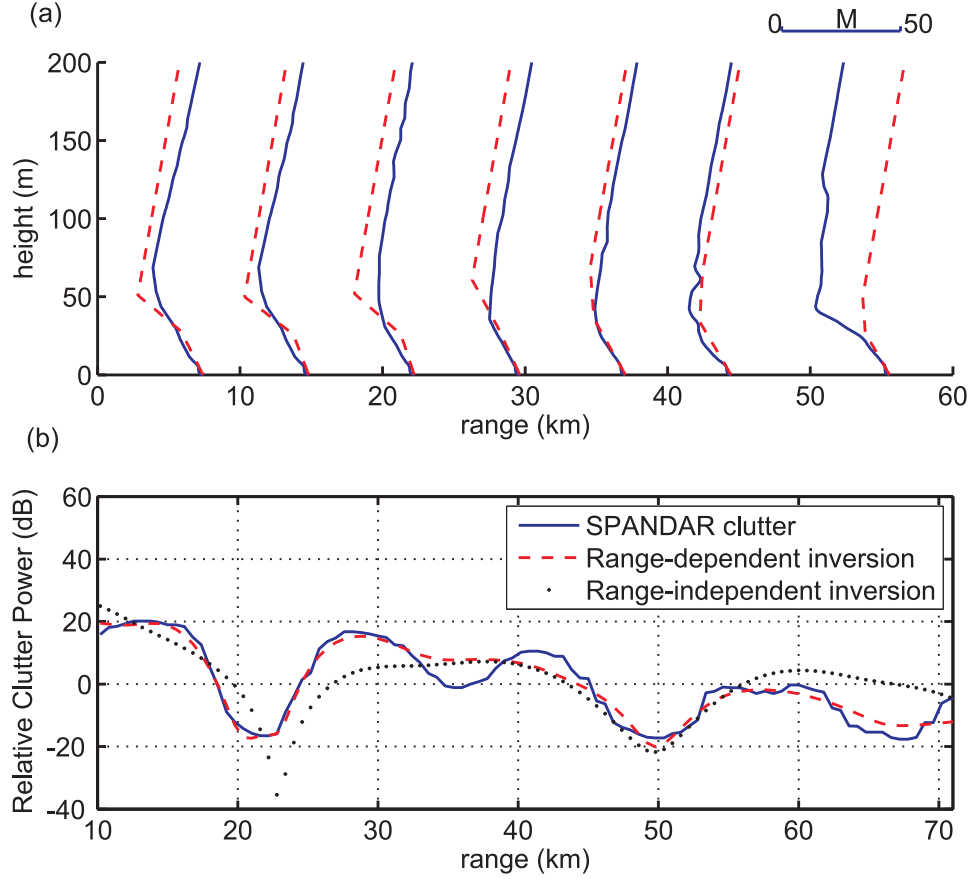 (a)
0 M 50
200
150
100
50
0
height (m)
0 10 20 30 40 50 60
range (km)
(b)
60
40
20
0
-20
-40
Relative Clutter Power (dB)
SPANDAR clutter
Range-dependent inversion
Range-independent inversion
10 20 30 40 50 60 70
range (km)